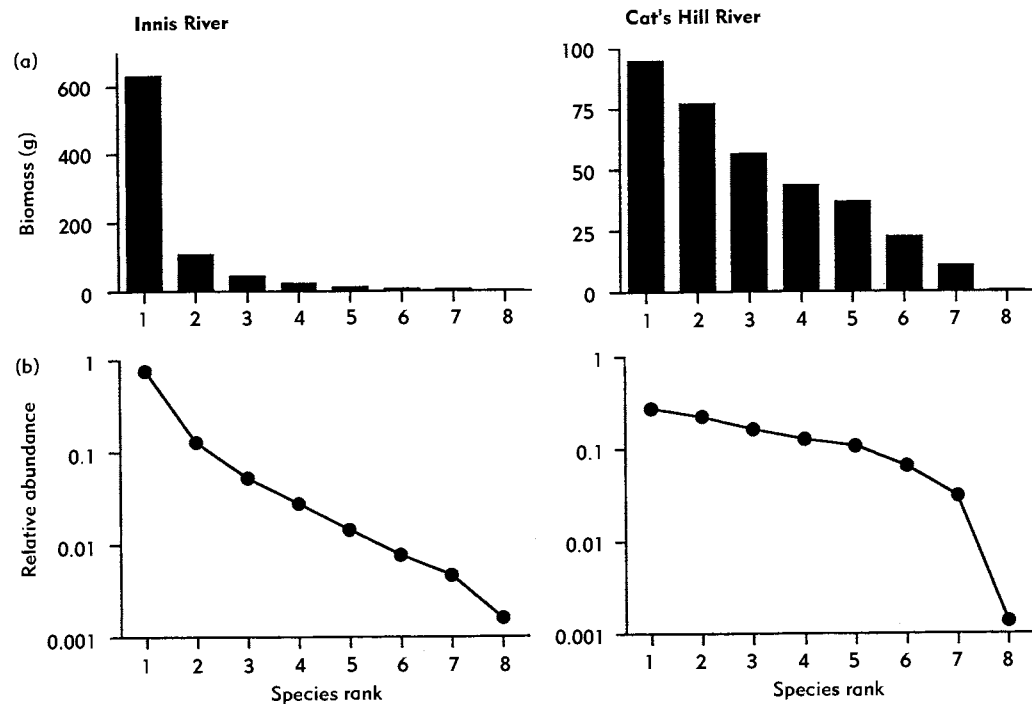 Innis River
Cat's Hill River
(a)
Biomass (g)
600
400
200
0
1 2 3 4 5 6 7 8
100
75
50
25
0
1 2 3 4 5 6 7 8
(b)
Relative abundance
1
0.1
0.01
0.001
1 2 3 4 5 6 7 8
Species rank
1
0.1
0.01
0.001
1 2 3 4 5 6 7 8
Species rank